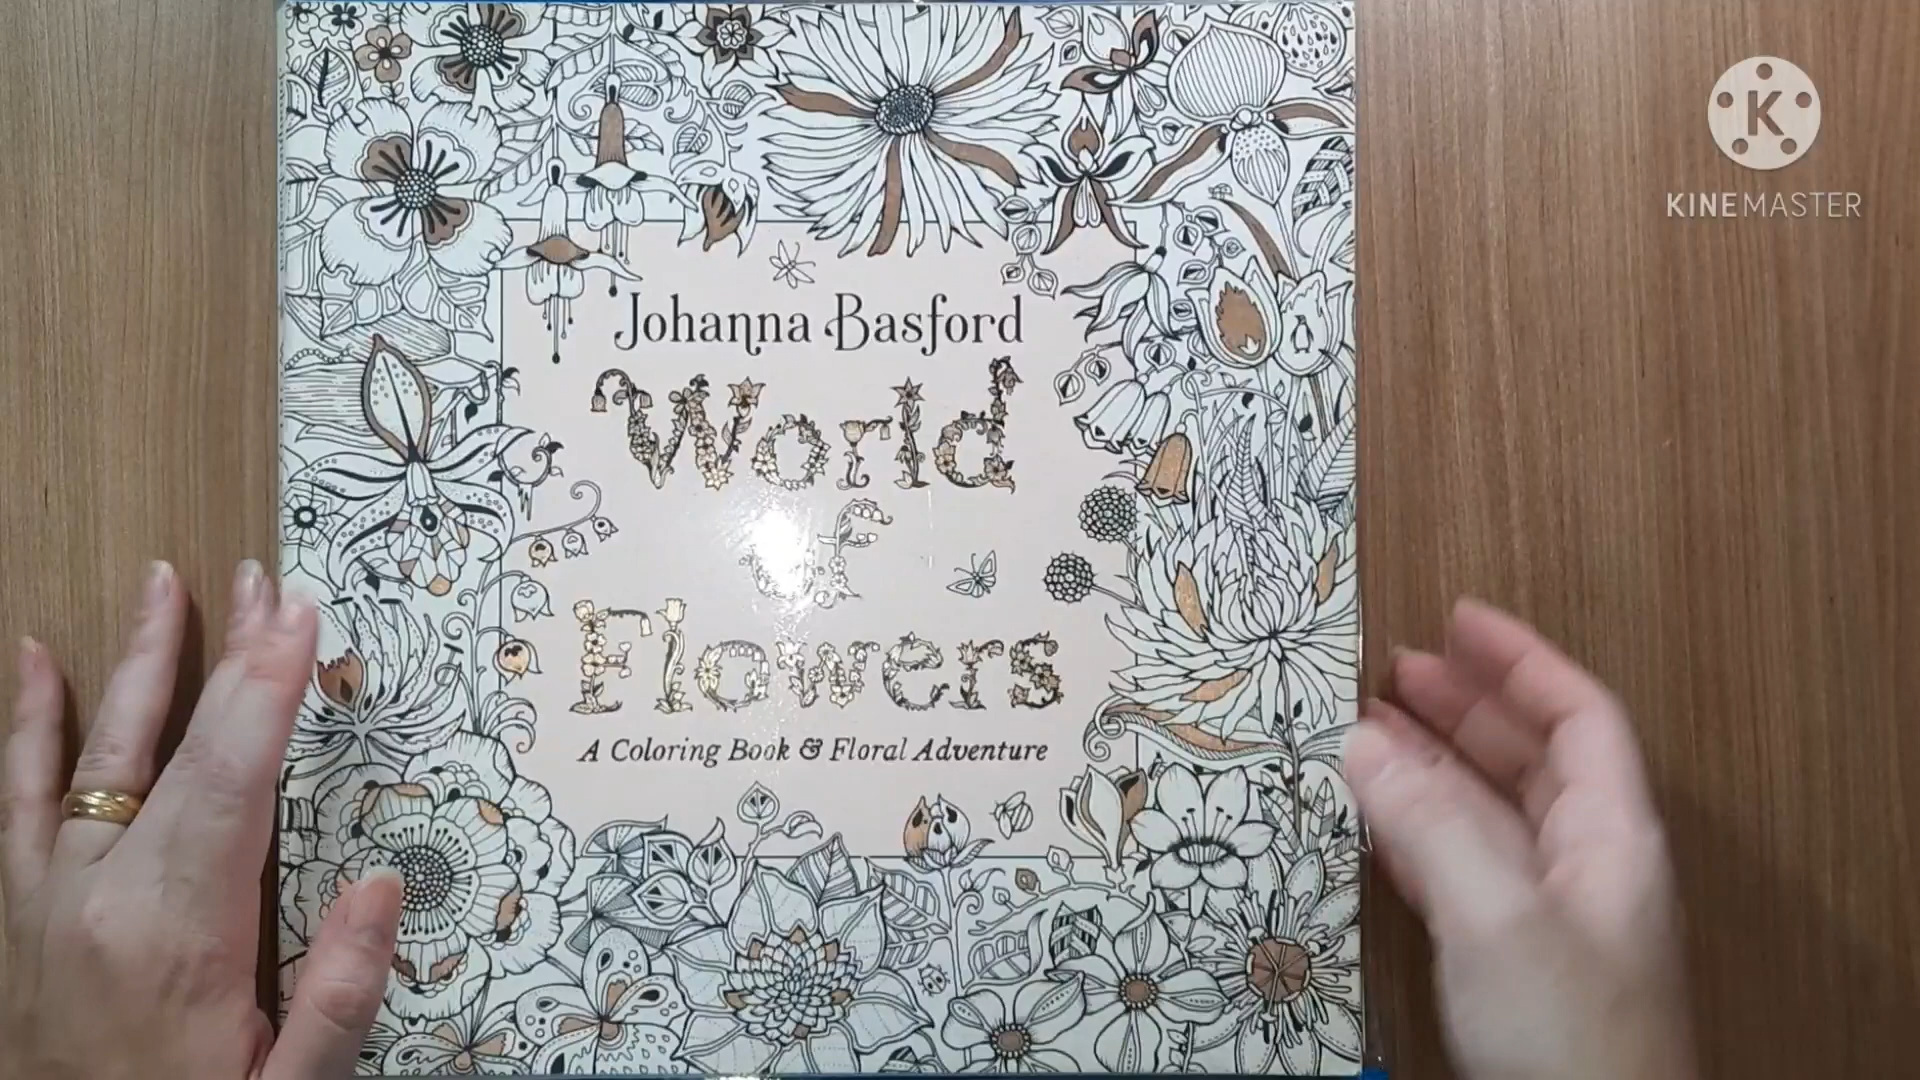 K
KINEMASTER
Johanna Basford
World
of
Flowers
A Coloring Book & Floral Adventure